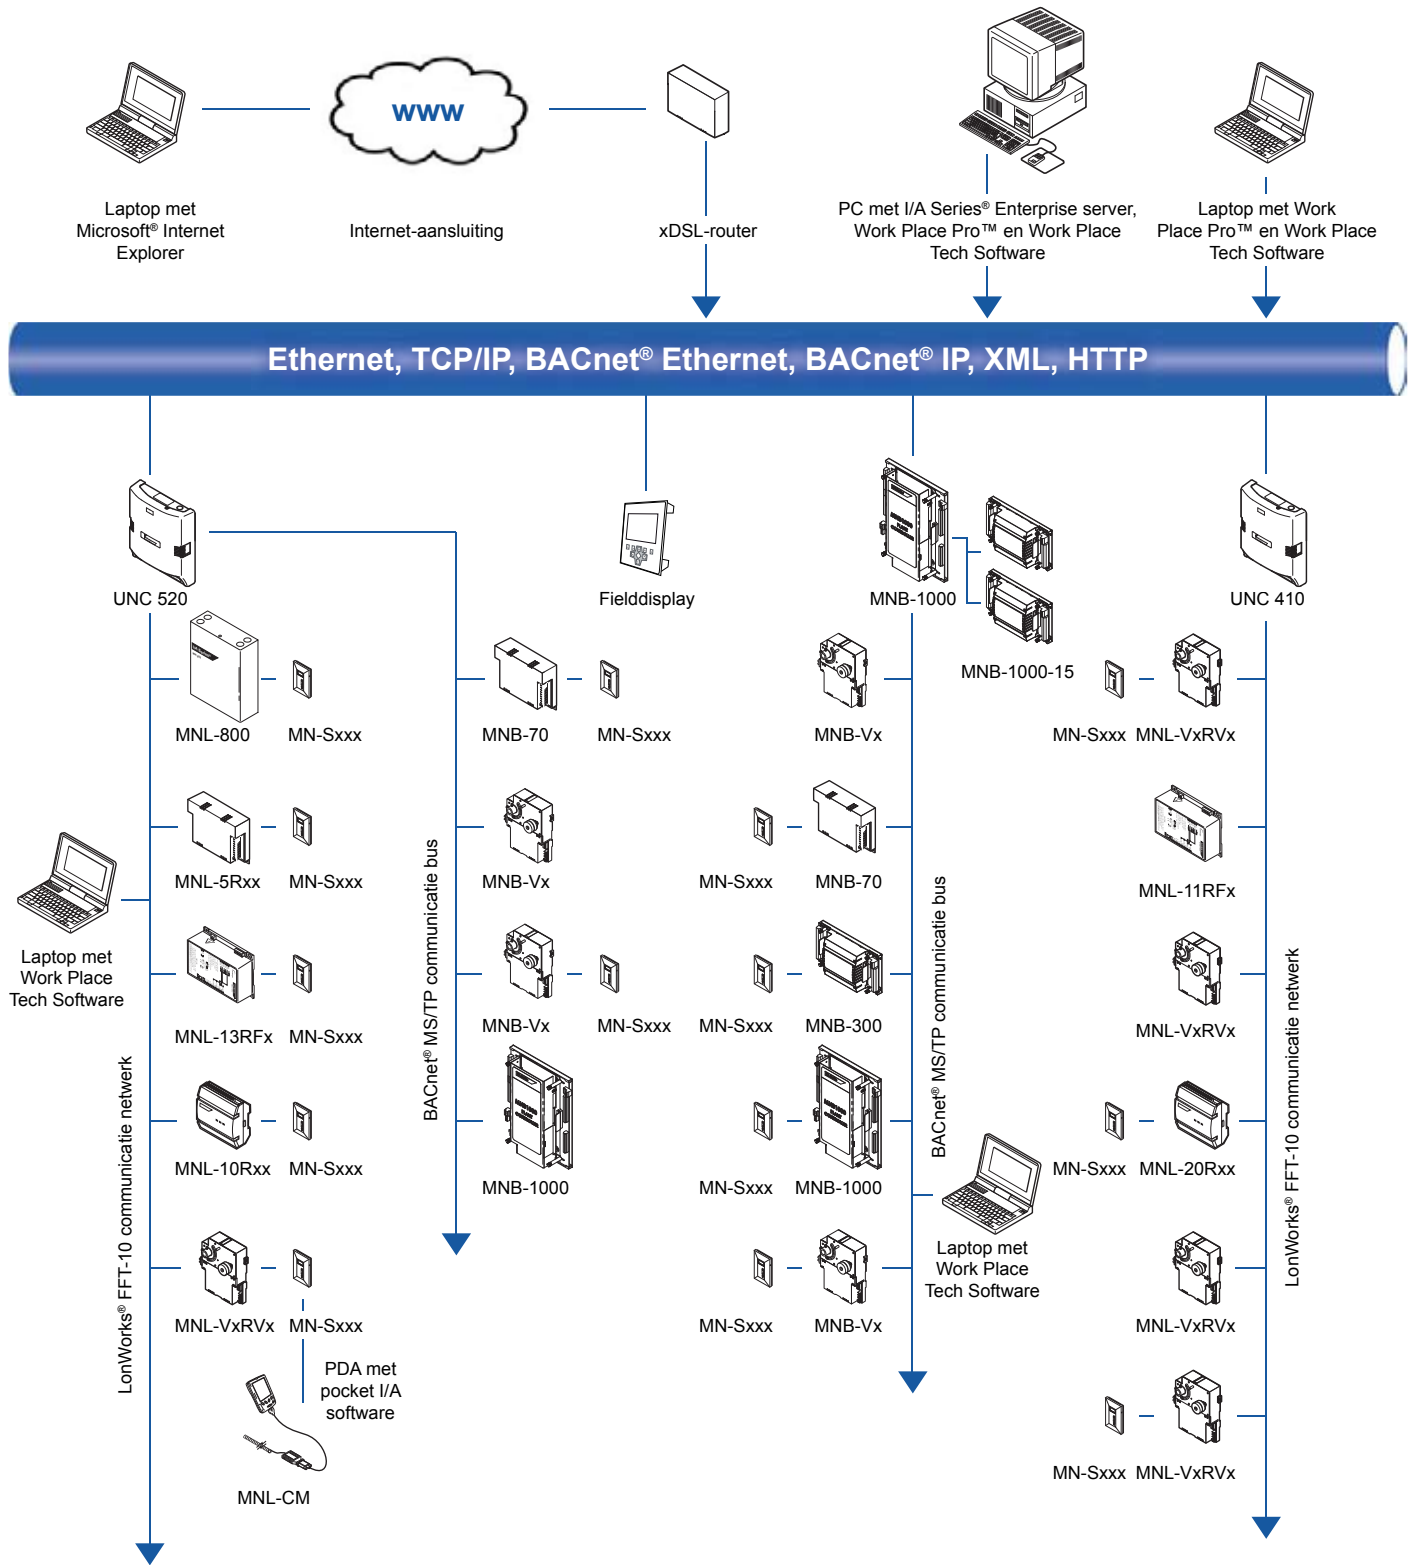 WWW
Laptop met
Microsoft® Internet
Explorer
Internet-aansluiting
xDSL-router
PC met I/A Series® Enterprise server,
Work Place Pro™ en Work Place
Tech Software
Laptop met Work
Place Pro™ en Work Place
Tech Software
Ethernet, TCP/IP, BACnet® Ethernet, BACnet® IP, XML, HTTP
UNC 520
Fielddisplay
MNB-1000
MNB-1000-15
UNC 410
MNL-800
MN-Sxxx
MNB-70
MN-Sxxx
MNB-Vx
MN-Sxxx
MNL-VxRVx
MNL-5Rxx
MN-Sxxx
MNB-Vx
MN-Sxxx
MNB-70
MNL-11RFx
Laptop met
Work Place
Tech Software
MNL-13RFx
MN-Sxxx
MNB-Vx
MN-Sxxx
MN-Sxxx
MNB-300
MNL-VxRVx
MNL-10Rxx
MN-Sxxx
MNB-1000
MN-Sxxx
MNB-1000
MN-Sxxx
MNL-20Rxx
Laptop met
Work Place
Tech Software
MNL-VxRVx
MN-Sxxx
MN-Sxxx
MNB-Vx
MNL-VxRVx
PDA met
pocket I/A
software
MNL-CM
MN-Sxxx
MNL-VxRVx
LonWorks® FFT-10 communicatie netwerk
BACnet® MS/TP communicatie bus
BACnet® MS/TP communicatie bus
LonWorks® FFT-10 communicatie netwerk